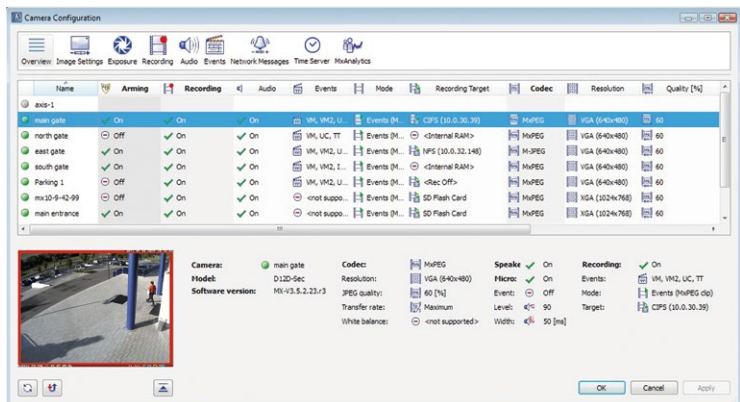 Camera Configuration
Overview Image Settings Exposure Recording Audio Events Network Messages Time Server MxAnalytics
Name Arming Recording Audio Events Mode Recording Target Codec Resolution Quality [%]
axis-1
main gate On On On VM, VM2, U... Events (M... CIFS (10.0.30.39) MxPEG VGA (640x480) 60
north gate Off On On VM, UC, TT Events (M... <Internal RAM> MxPEG VGA (640x480) 60
east gate On On On VM, VM2, U... Events (M... NFS (10.0.32.148) M-JPEG VGA (640x480) 60
south gate On On On VM, VM2, I... Events (M... <Internal RAM> MxPEG VGA (640x480) 60
Parking 1 Off On On VM, VM2, U... Events (M... <Rec Off> MxPEG VGA (640x480) 60
mx10-9-42-99 Off On On <not suppo... Events (M... SD Flash Card MxPEG XGA (1024x768) 60
main entrance On On On <not suppo... Events (M... SD Flash Card MxPEG XGA (1024x768) 60
Camera: main gate Codec: MxPEG Speake On Recording: On
Model: D12D-Sec Resolution: VGA (640x480) Micro: On Events: VM, VM2, UC, TT
Software version: MX-V3.5.2.23.r3 JPEG quality: 60 [%] Event: Off Mode: Events (MxPEG clip)
Transfer rate: Maximum Level: 90 Target: CIFS (10.0.30.39)
White balance: <not supported> Width: 50 [ms]
OK Cancel Apply